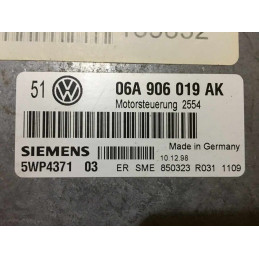 51 06A 906 019 AK
Motorsteuerung 2554
SIEMENS
10.12.98
Made in Germany
5WP4371 03
ER SME 850323 R031 1109